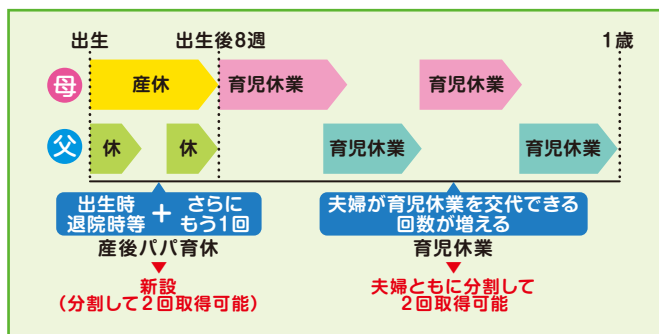 出生
出生後8週
1歳
母
産休
育児休業
育児休業
父
休
休
育児休業
育児休業
出生時
退院時等
+
さらに
もう1回
夫婦が育児休業を交代できる
回数が増える
産後パパ育休
育児休業
新設
（分割して2回取得可能）
夫婦ともに分割して
2回取得可能